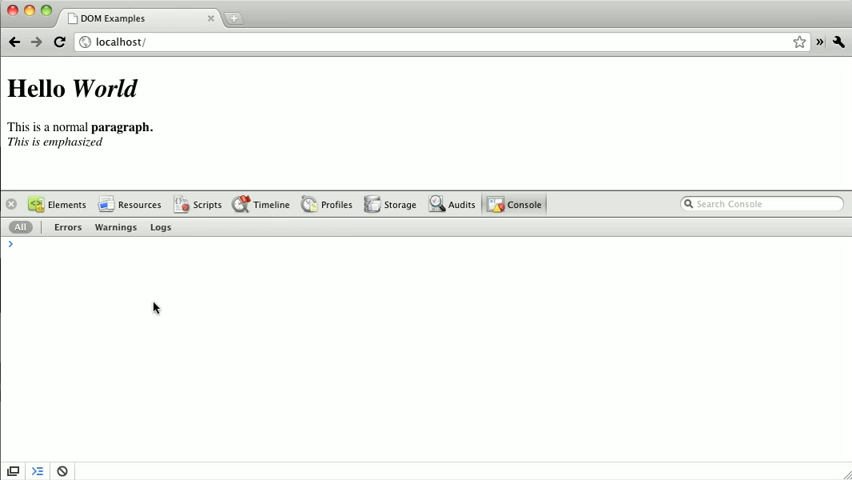 DOM Examples
localhost/
Hello World
This is a normal paragraph.
This is emphasized
Elements Resources Scripts Timeline Profiles Storage Audits Console Search Console
All Errors Warnings Logs